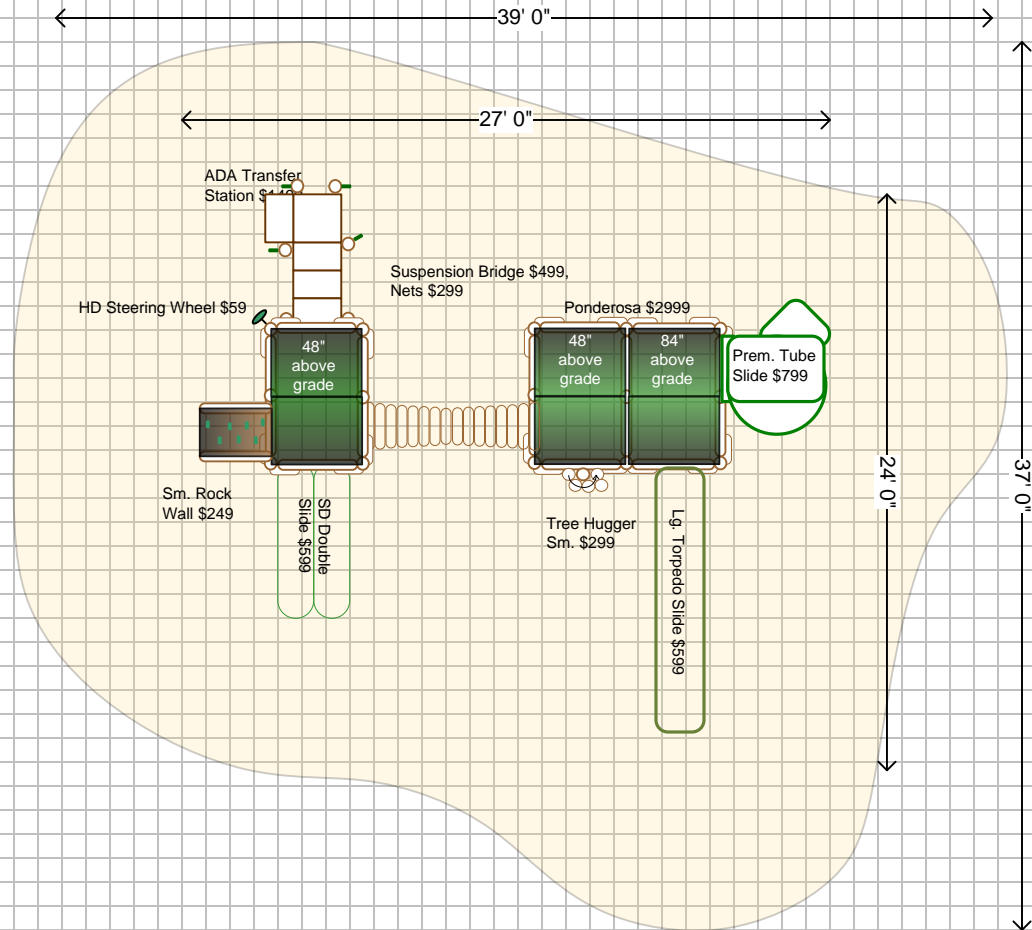 39' 0"
27' 0"
ADA Transfer
Station
Suspension Bridge $499,
Nets $299
HD Steering Wheel $59
Ponderosa $2999
48"
above
grade
48"
above
grade
84"
above
grade
Prem. Tube
Slide $799
24' 0"
37' 0"
Sm. Rock
Wall $249
SD Double
Slide $599
Tree Hugger
Sm. $299
Lg. Torpedo Slide $599